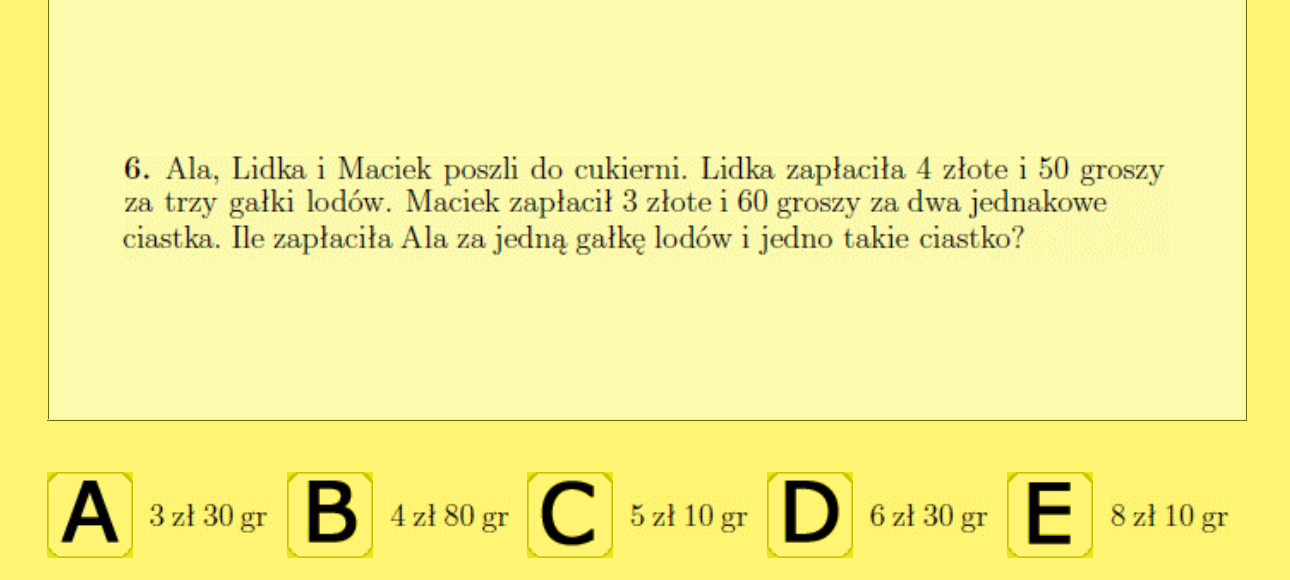 6. Ala, Lidka i Maciek poszli do cukierni. Lidka zapłaciła 4 złote i 50 groszy
za trzy gałki lodów. Maciek zapłacił 3 złote i 60 groszy za dwa jednakowe
ciastka. Ile zapłaciła Ala za jedną gałkę lodów i jedno takie ciastko?
A 3 zł 30 gr B 4 zł 80 gr C 5 zł 10 gr D 6 zł 30 gr E 8 zł 10 gr